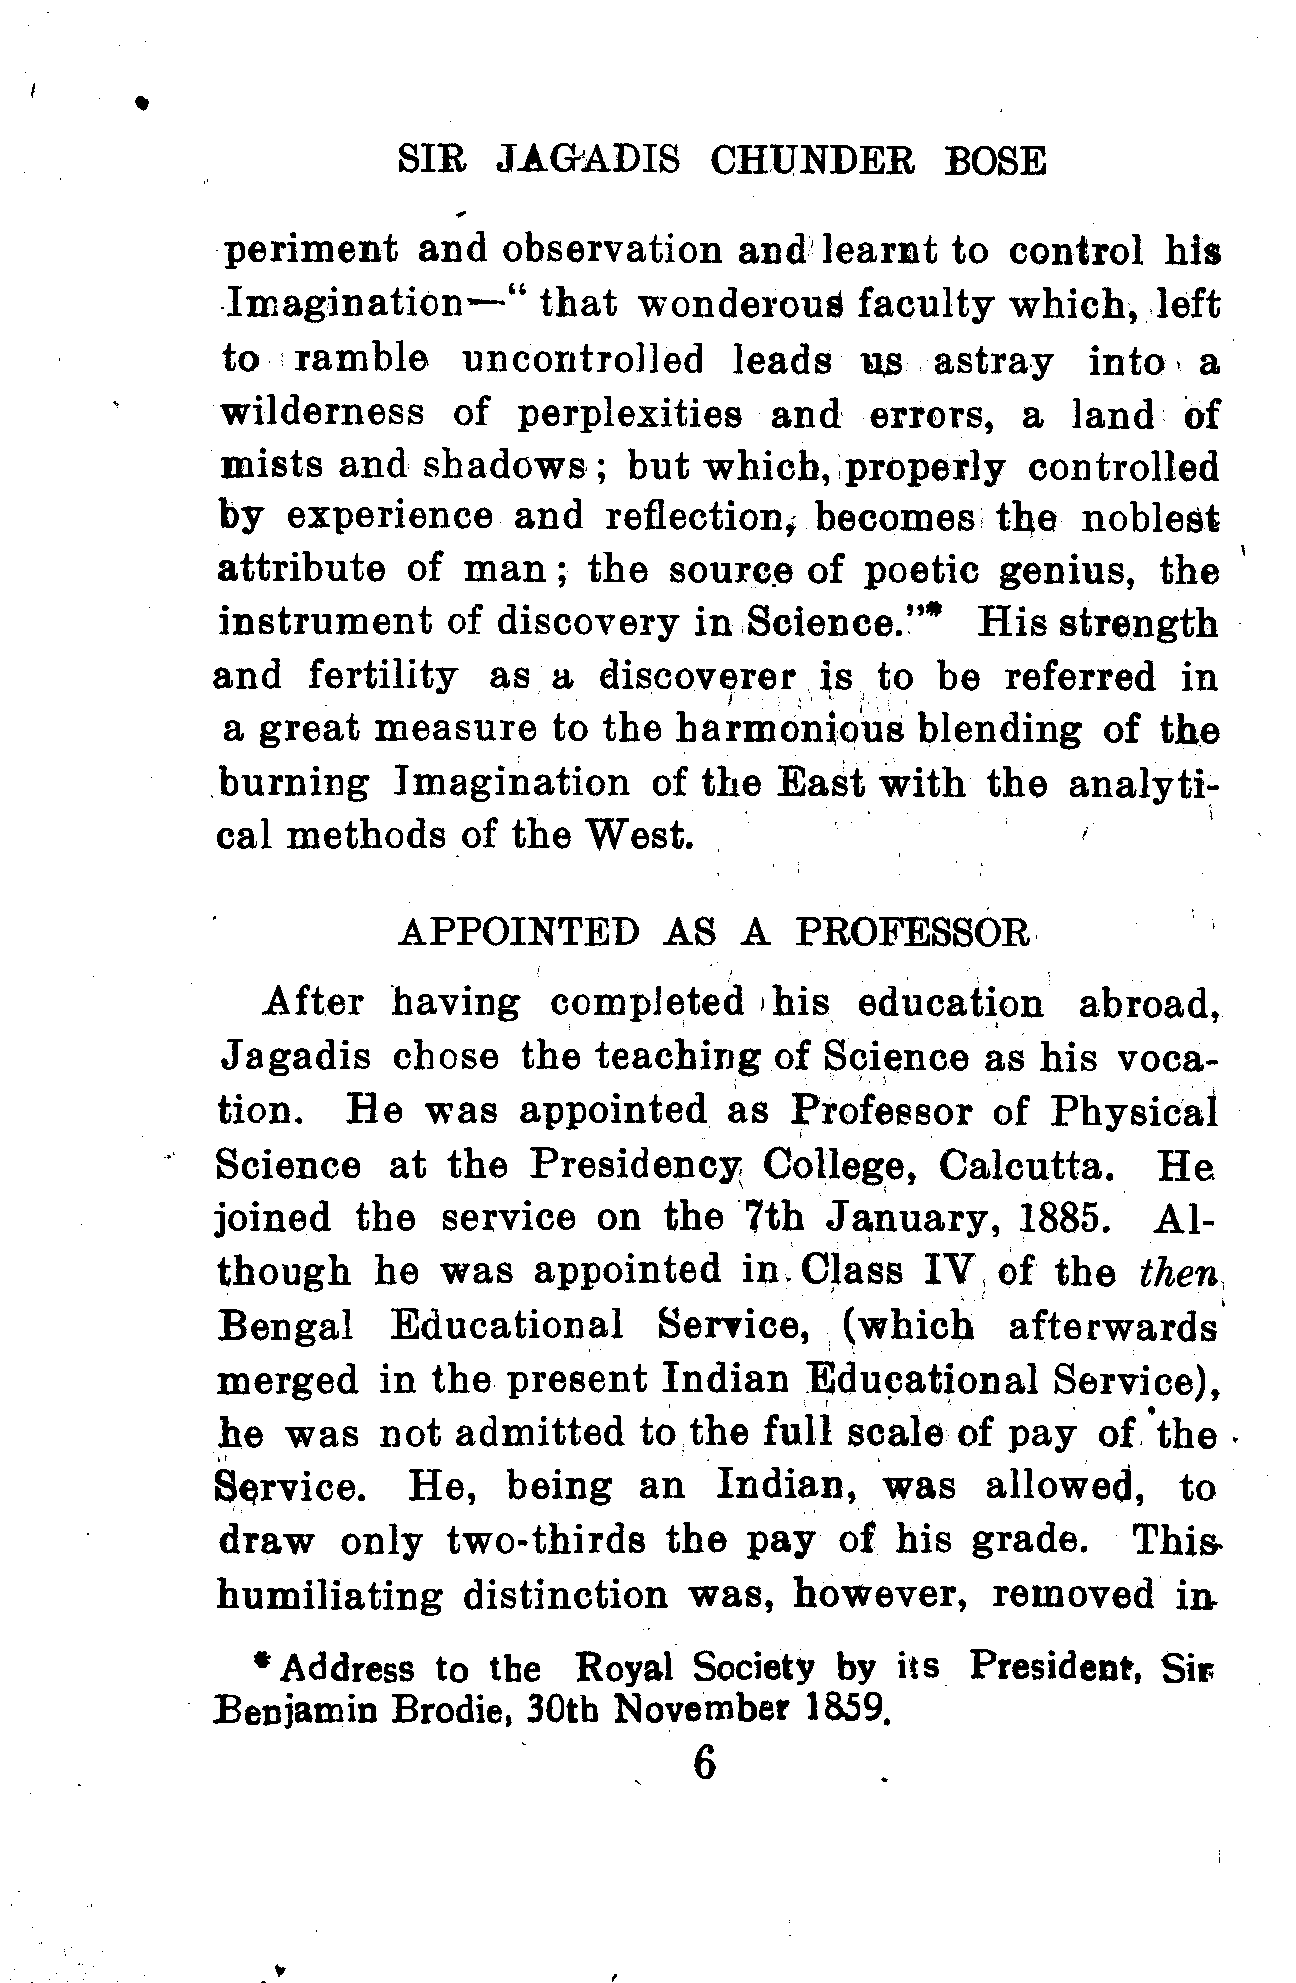 SIR JAGADIS CHUNDER BOSE
periment and observation and learnt to control his
Imagination—“ that wonderous faculty which, left
to ramble uncontrolled leads us astray into a
wilderness of perplexities and errors, a land of
mists and shadows ; but which, properly controlled
by experience and reflection, becomes the noblest
attribute of man ; the source of poetic genius, the
instrument of discovery in Science.”* His strength
and fertility as a discoverer is to be referred in
a great measure to the harmonious blending of the
burning Imagination of the East with the analyti-
cal methods of the West.
APPOINTED AS A PROFESSOR
After having completed his education abroad,
Jagadis chose the teaching of Science as his voca-
tion. He was appointed as Professor of Physical
Science at the Presidency College, Calcutta. He
joined the service on the 7th January, 1885. Al-
though he was appointed in Class IV of the then
Bengal Educational Service, (which afterwards
merged in the present Indian Educational Service),
he was not admitted to the full scale of pay of the
Service. He, being an Indian, was allowed, to
draw only two-thirds the pay of his grade. This
humiliating distinction was, however, removed in
* Address to the Royal Society by its President, Sir
Benjamin Brodie, 30th November 1859.
6